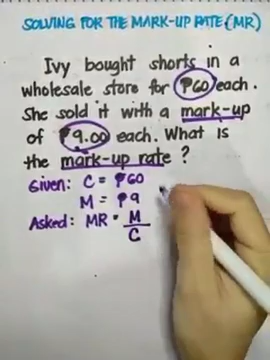 SOLVING FOR THE MARK-UP RATE (MR)
Ivy bought shorts in a
wholesale store for ₱60 each.
She sold it with a mark-up
of ₱9.00 each. What is
the mark-up rate?
Given: C = ₱60
M = ₱9
Asked: MR = M
C